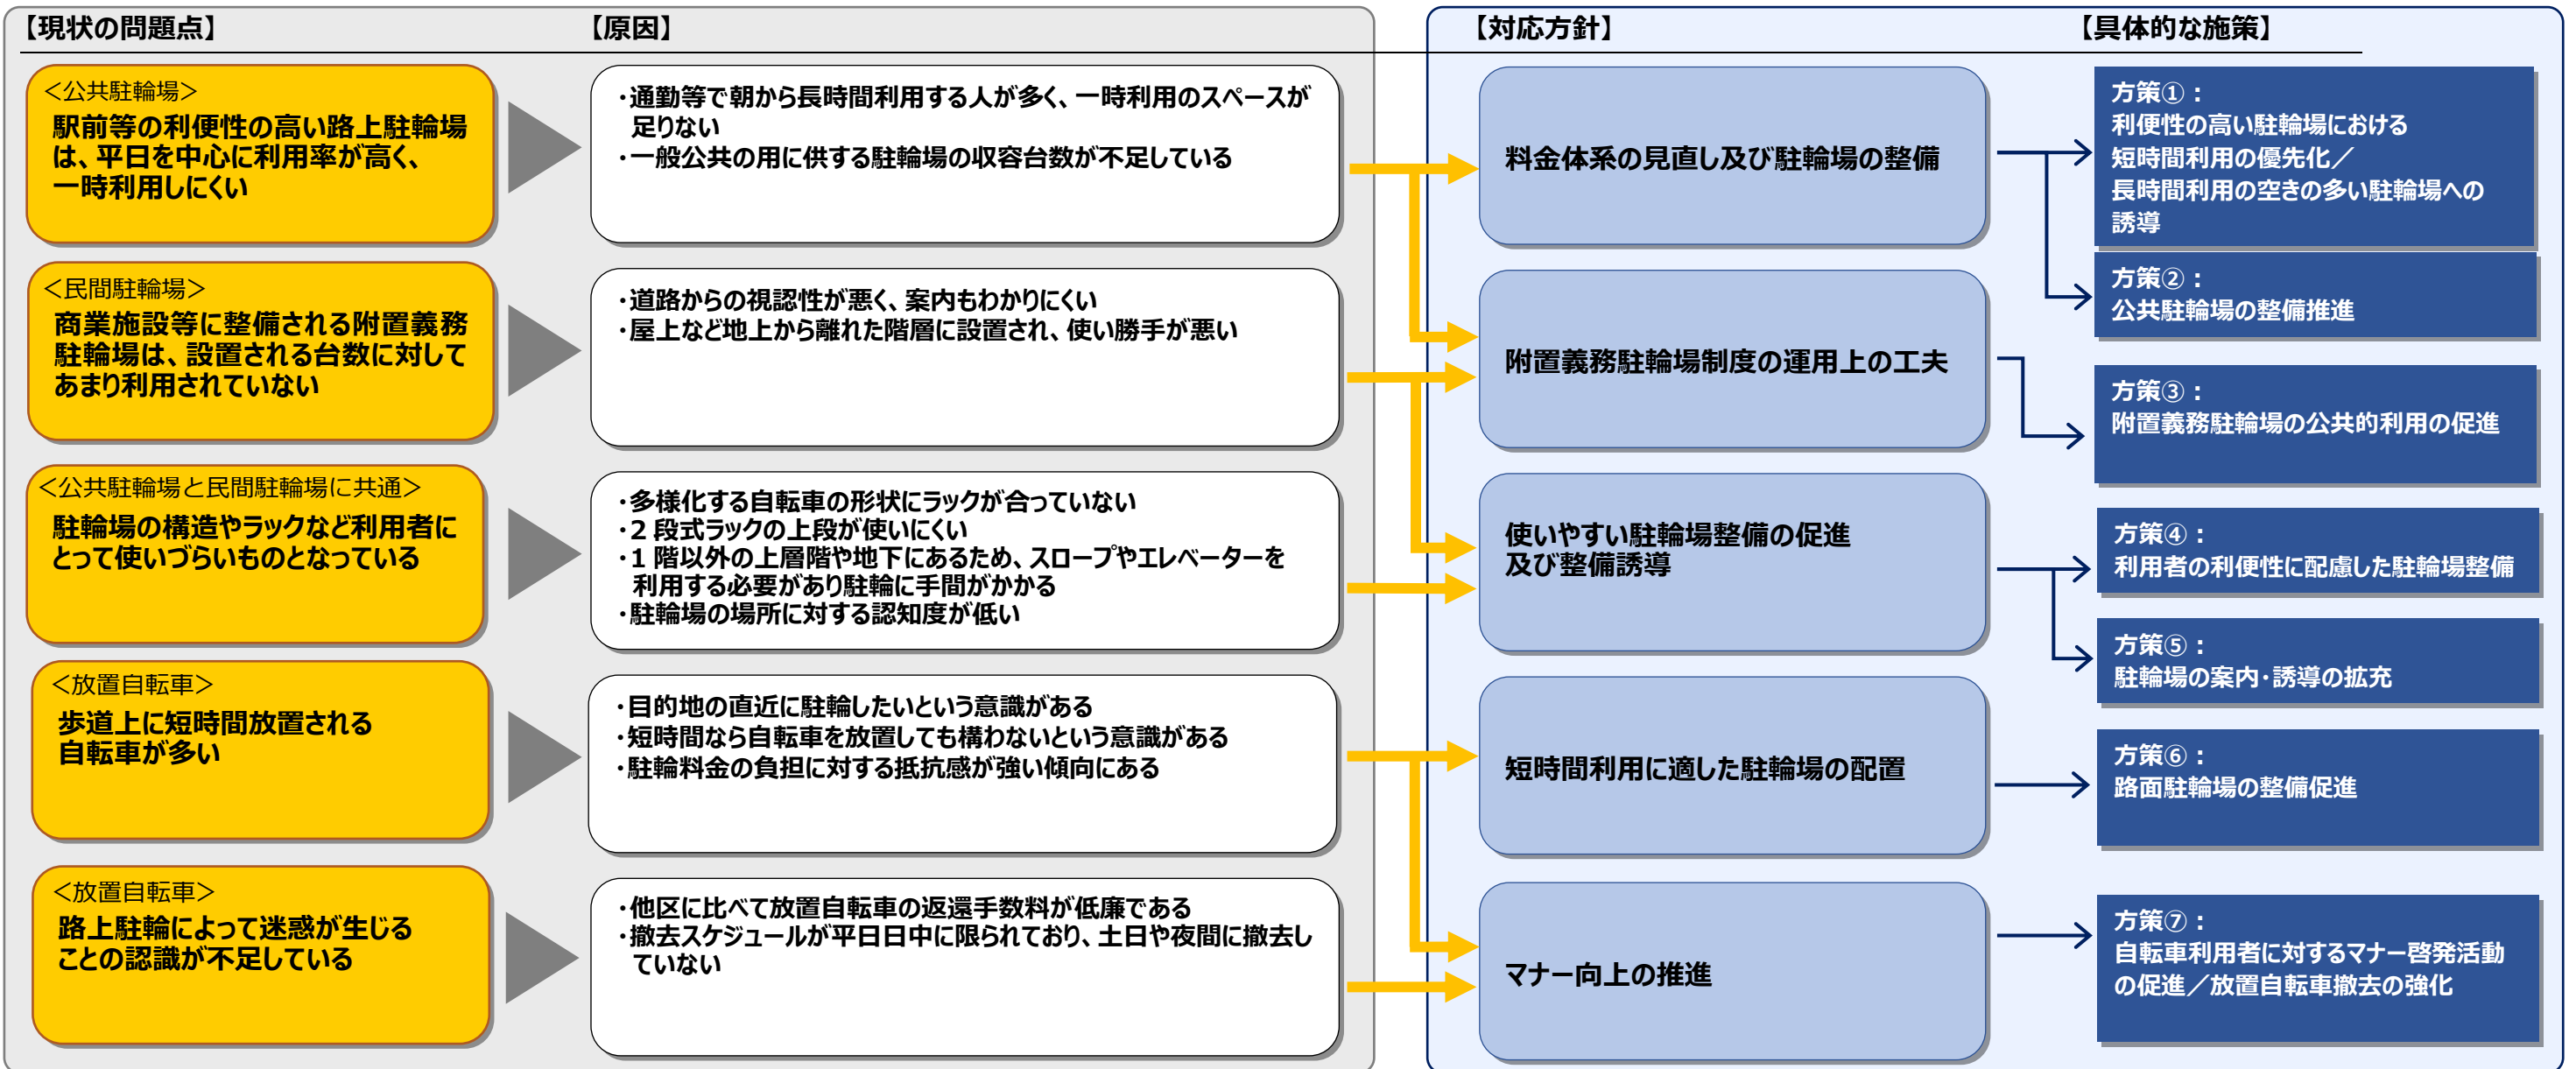 【現状の問題点】
【原因】
【対応方針】
【具体的な施策】
＜公共駐輪場＞
駅前等の利便性の高い路上駐輪場
は、平日を中心に利用率が高く、
一時利用しにくい
・通勤等で朝から長時間利用する人が多く、一時利用のスペースが
足りない
・一般公共の用に供する駐輪場の収容台数が不足している
料金体系の見直し及び駐輪場の整備
方策①：
利便性の高い駐輪場における
短時間利用の優先化／
長時間利用の空きの多い駐輪場への
誘導
方策②：
公共駐輪場の整備推進
＜民間駐輪場＞
商業施設等に整備される附置義務
駐輪場は、設置される台数に対して
あまり利用されていない
・道路からの視認性が悪く、案内もわかりにくい
・屋上など地上から離れた階層に設置され、使い勝手が悪い
附置義務駐輪場制度の運用上の工夫
方策③：
附置義務駐輪場の公共的利用の促進
＜公共駐輪場と民間駐輪場に共通＞
駐輪場の構造やラックなど利用者に
とって使いづらいものとなっている
・多様化する自転車の形状にラックが合っていない
・2 段式ラックの上段が使いにくい
・1 階以外の上層階や地下にあるため、スロープやエレベーターを
利用する必要があり駐輪に手間がかかる
・駐輪場の場所に対する認知度が低い
使いやすい駐輪場整備の促進
及び整備誘導
方策④：
利用者の利便性に配慮した駐輪場整備
方策⑤：
駐輪場の案内・誘導の拡充
＜放置自転車＞
歩道上に短時間放置される
自転車が多い
・目的地の直近に駐輪したいという意識がある
・短時間なら自転車を放置しても構わないという意識がある
・駐輪料金の負担に対する抵抗感が強い傾向にある
短時間利用に適した駐輪場の配置
方策⑥：
路面駐輪場の整備促進
＜放置自転車＞
路上駐輪によって迷惑が生じる
ことの認識が不足している
・他区に比べて放置自転車の返還手数料が低廉である
・撤去スケジュールが平日日中に限られており、土日や夜間に撤去し
ていない
マナー向上の推進
方策⑦：
自転車利用者に対するマナー啓発活動
の促進／放置自転車撤去の強化